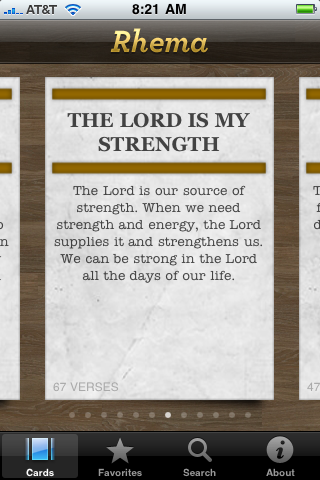 AT&T 8:21 AM
Rhema
THE LORD IS MY
STRENGTH
The Lord is our source of
strength. When we need
strength and energy, the Lord
supplies it and strengthens us.
We can be strong in the Lord
all the days of our life.
67 VERSES
47
Cards Favorites Search About